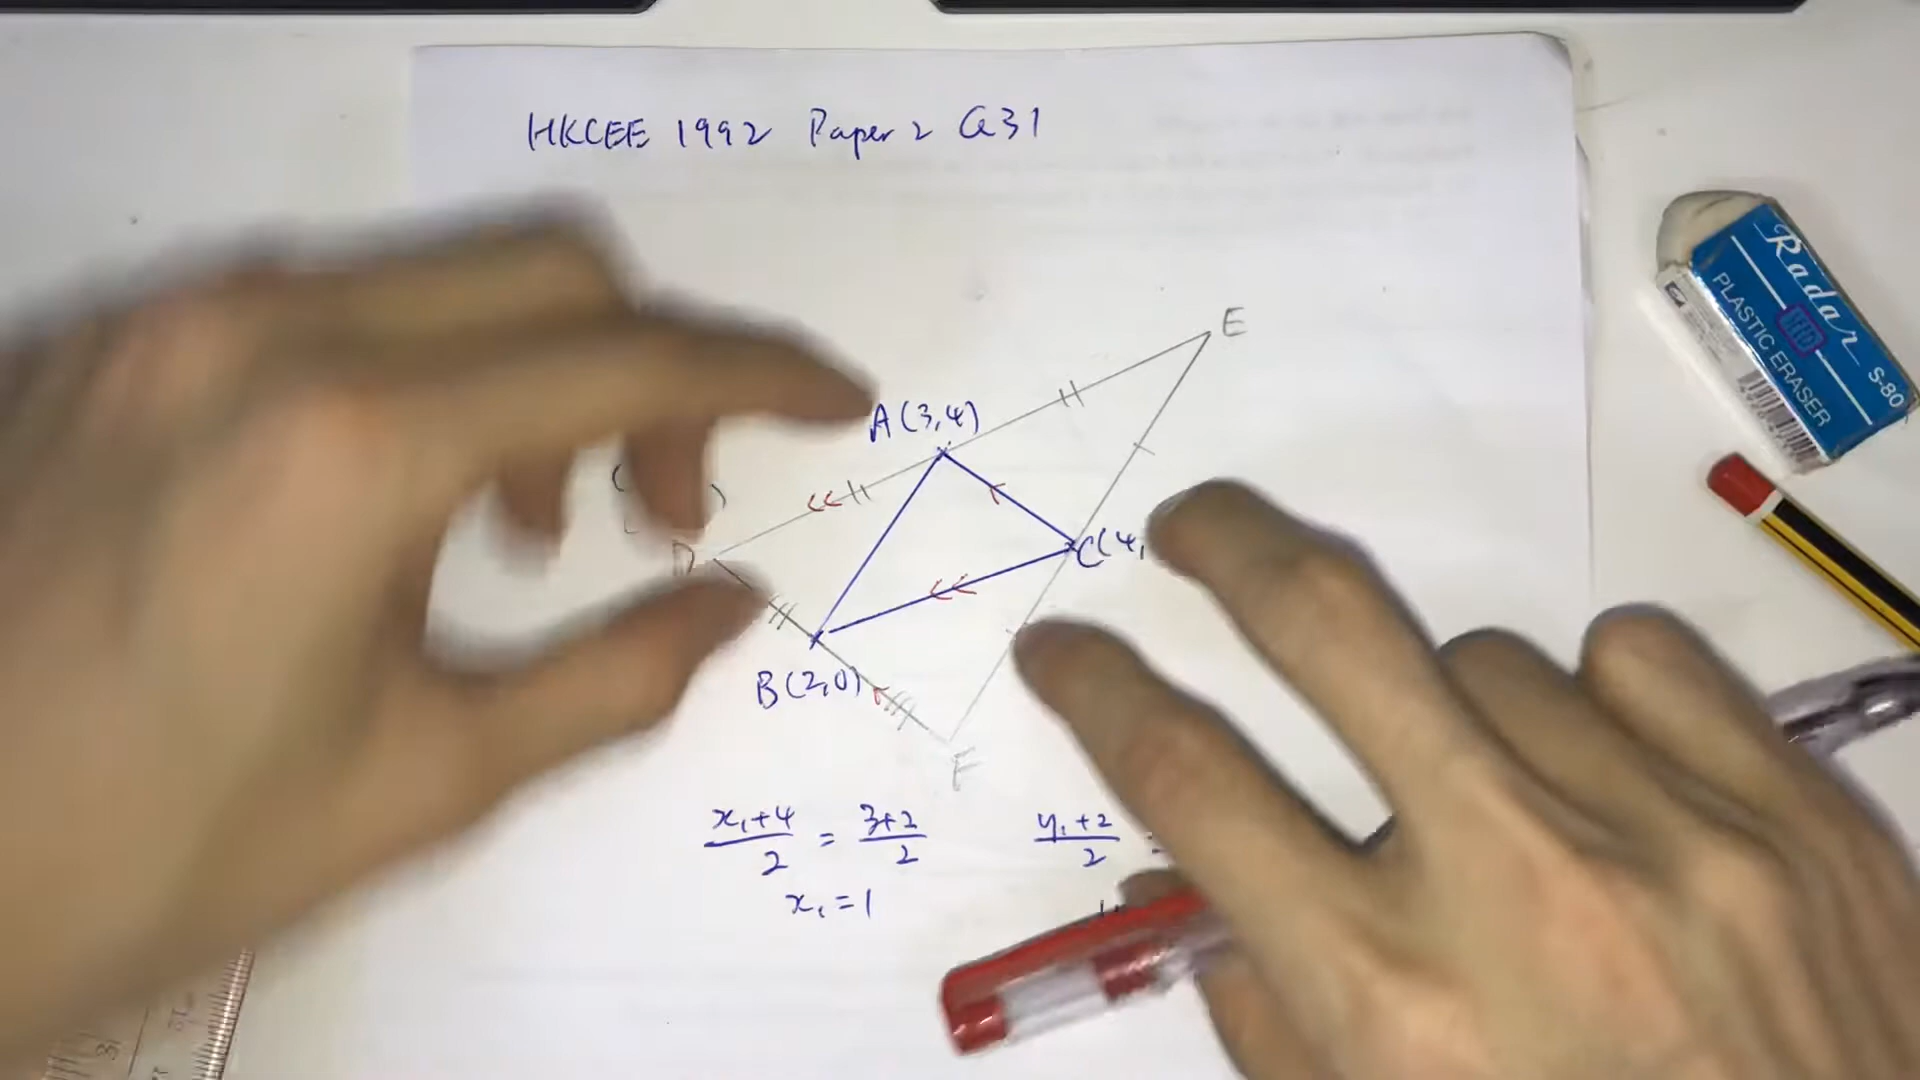 HKCEE 1992 Paper 2 Q31
E
A(3,4)
( )
D
C(4,
B(2,0)
F
x₁+4/2 = 3+2/2
y₁+2/2 =
x₁ = 1
Radar
PLASTIC ERASER S-80